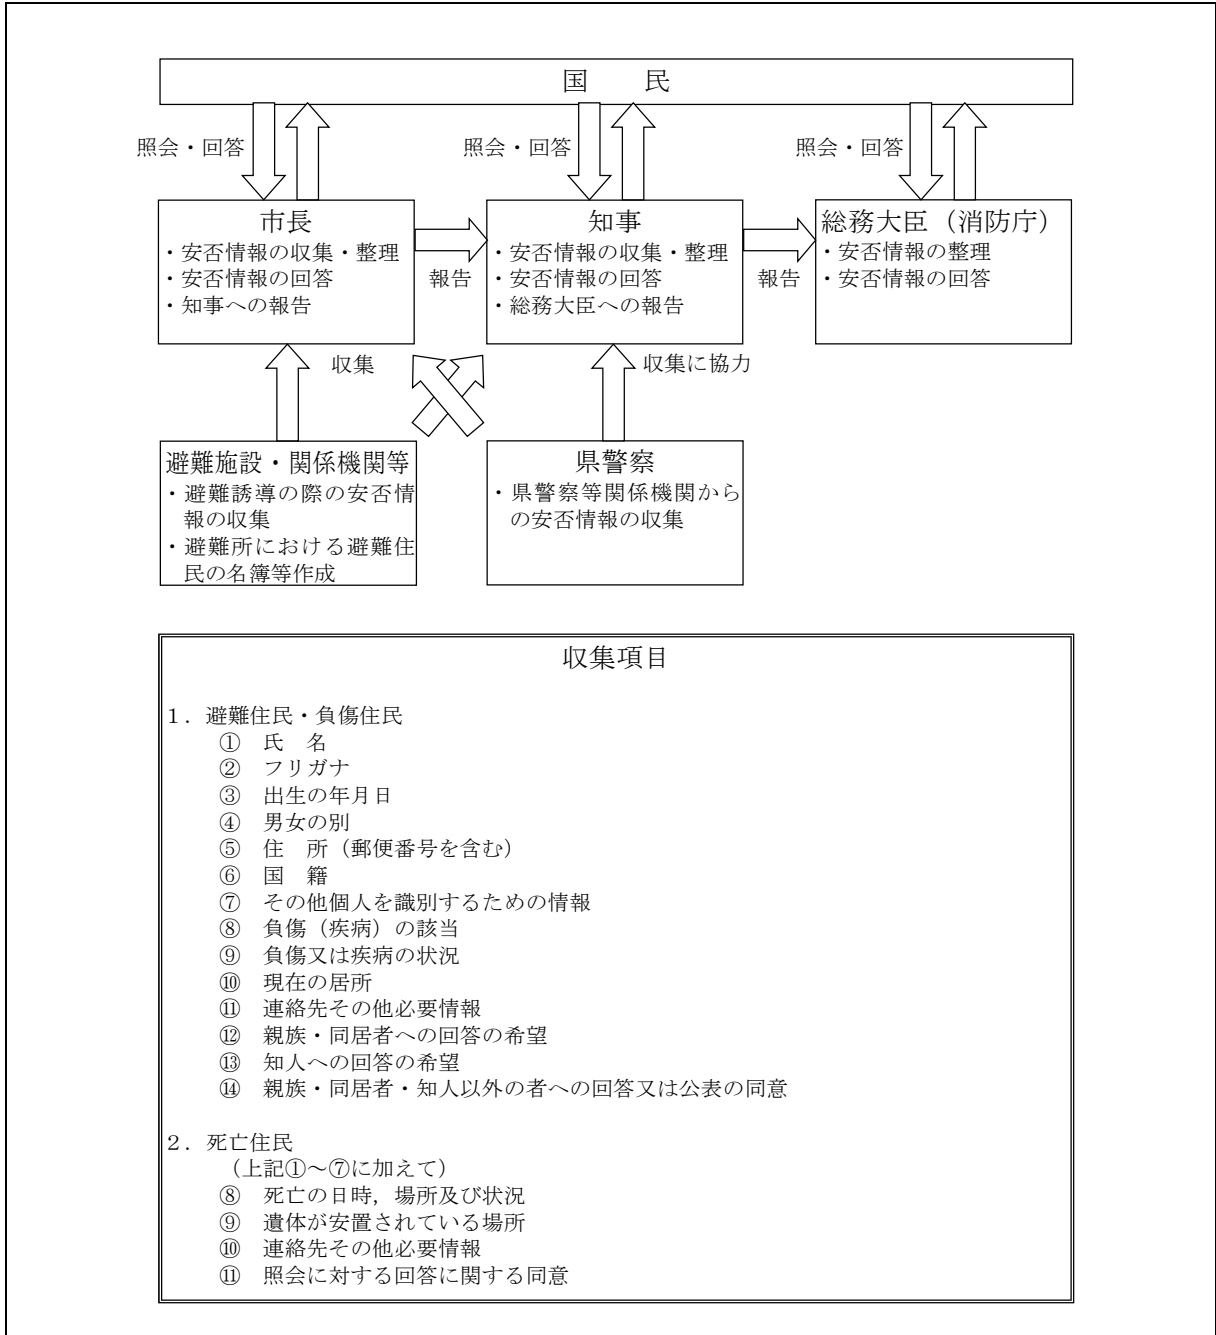 国　　民
照会・回答
照会・回答
照会・回答
市長
・安否情報の収集・整理
・安否情報の回答
・知事への報告
報告
知事
・安否情報の収集・整理
・安否情報の回答
・総務大臣への報告
報告
総務大臣（消防庁）
・安否情報の整理
・安否情報の回答
収集
収集に協力
避難施設・関係機関等
・避難誘導の際の安否情
報の収集
・避難所における避難住
民の名簿等作成
県警察
・県警察等関係機関から
の安否情報の収集
収集項目
１．避難住民・負傷住民
①　氏　名
②　フリガナ
③　出生の年月日
④　男女の別
⑤　住　所（郵便番号を含む）
⑥　国　籍
⑦　その他個人を識別するための情報
⑧　負傷（疾病）の該当
⑨　負傷又は疾病の状況
⑩　現在の居所
⑪　連絡先その他必要情報
⑫　親族・同居者への回答の希望
⑬　知人への回答の希望
⑭　親族・同居者・知人以外の者への回答又は公表の同意
２．死亡住民
（上記①～⑦に加えて）
⑧　死亡の日時，場所及び状況
⑨　遺体が安置されている場所
⑩　連絡先その他必要情報
⑪　照会に対する回答に関する同意